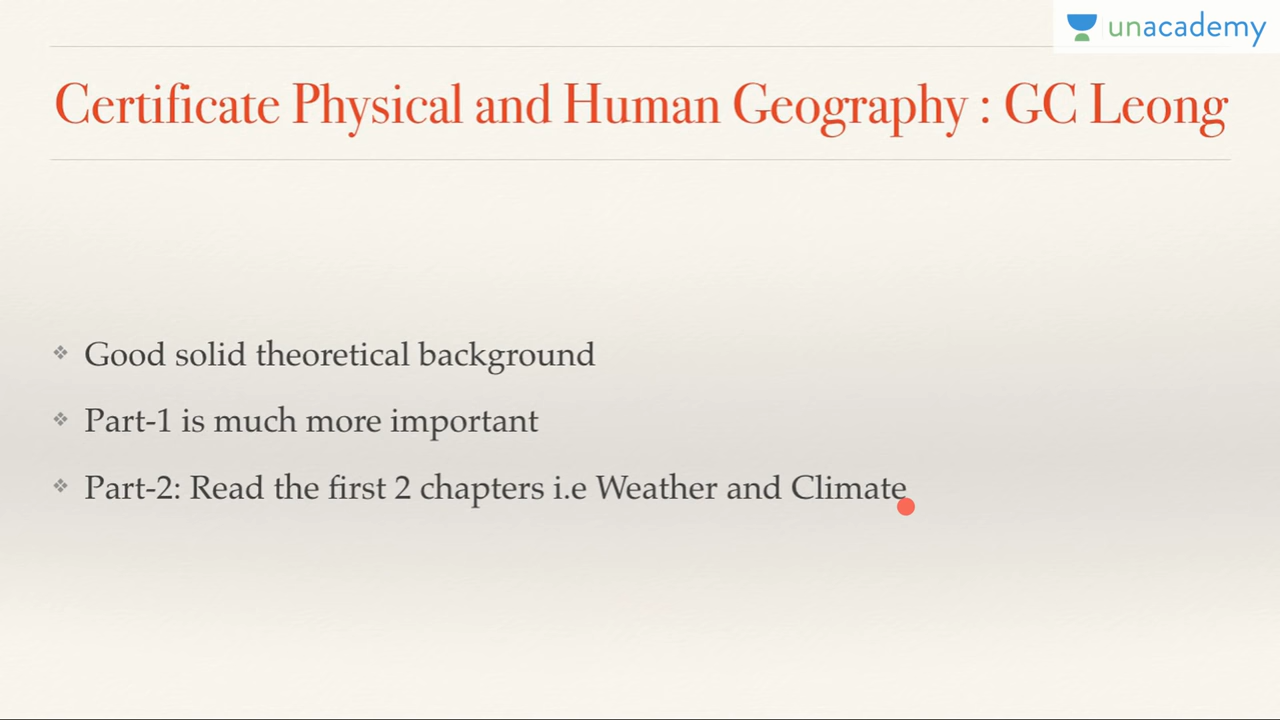 unacademy
Certificate Physical and Human Geography : GC Leong
❖ Good solid theoretical background
❖ Part-1 is much more important
❖ Part-2: Read the first 2 chapters i.e Weather and Climate